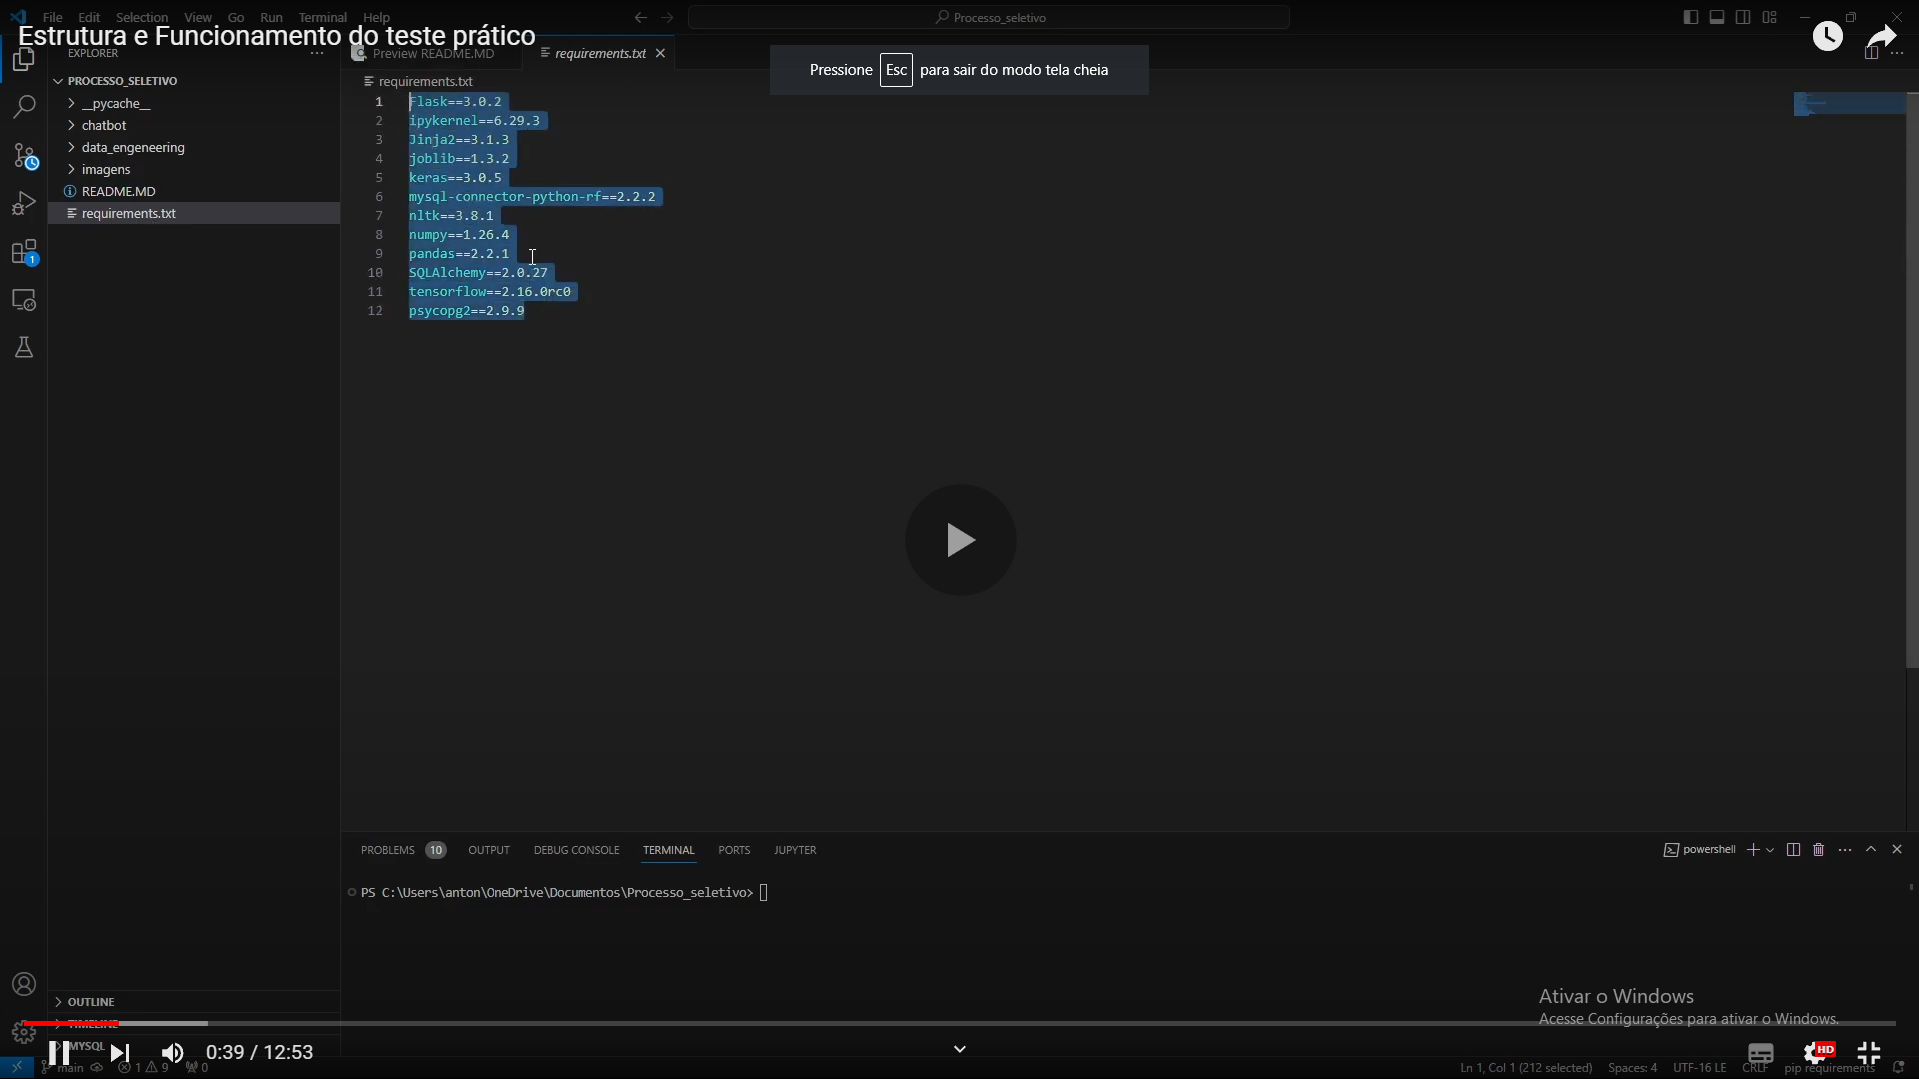 File Edit Selection View Go Run Terminal Help
Processo_seletivo
Estrutura e Funcionamento do teste prático
EXPLORER
Preview README.MD
requirements.txt
Pressione Esc para sair do modo tela cheia
PROCESSO_SELETIVO
requirements.txt
__pycache__
chatbot
data_engeneering
imagens
README.MD
requirements.txt
1 Flask==3.0.2
2 ipykernel==6.29.3
3 Jinja2==3.1.3
4 joblib==1.3.2
5 keras==3.0.5
6 mysql-connector-python-rf==2.2.2
7 nltk==3.8.1
8 numpy==1.26.4
9 pandas==2.2.1
10 SQLAlchemy==2.0.27
11 tensorflow==2.16.0rc0
12 psycopg2==2.9.9
1
PROBLEMS 10 OUTPUT DEBUG CONSOLE TERMINAL PORTS JUPYTER
powershell
PS C:\Users\anton\OneDrive\Documentos\Processo_seletivo>
OUTLINE
TIMELINE
MYSQL
Ativar o Windows
Acesse Configurações para ativar o Windows.
0:39 / 12:53
HD
main 1 9 0
Ln 1, Col 1 (212 selected) Spaces: 4 UTF-16 LE CRLF pip requirements